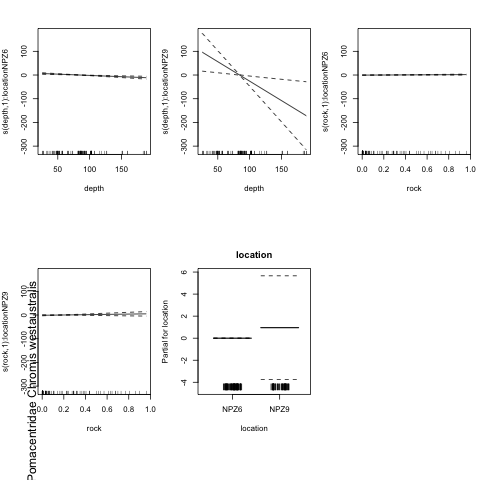 s(depth,1):locationNPZ6
100
0
-100
-200
-300
50 100 150
depth
s(depth,1):locationNPZ9
100
0
-100
-200
-300
50 100 150
depth
s(rock,1):locationNPZ6
100
0
-100
-200
-300
0.0 0.2 0.4 0.6 0.8 1.0
rock
s(rock,1):locationNPZ9
100
0
-100
-200
-300
0.0 0.2 0.4 0.6 0.8 1.0
rock
Pomacentridae Chromis westaustralis
location
Partial for location
6
4
2
0
-2
-4
NPZ6 NPZ9
location